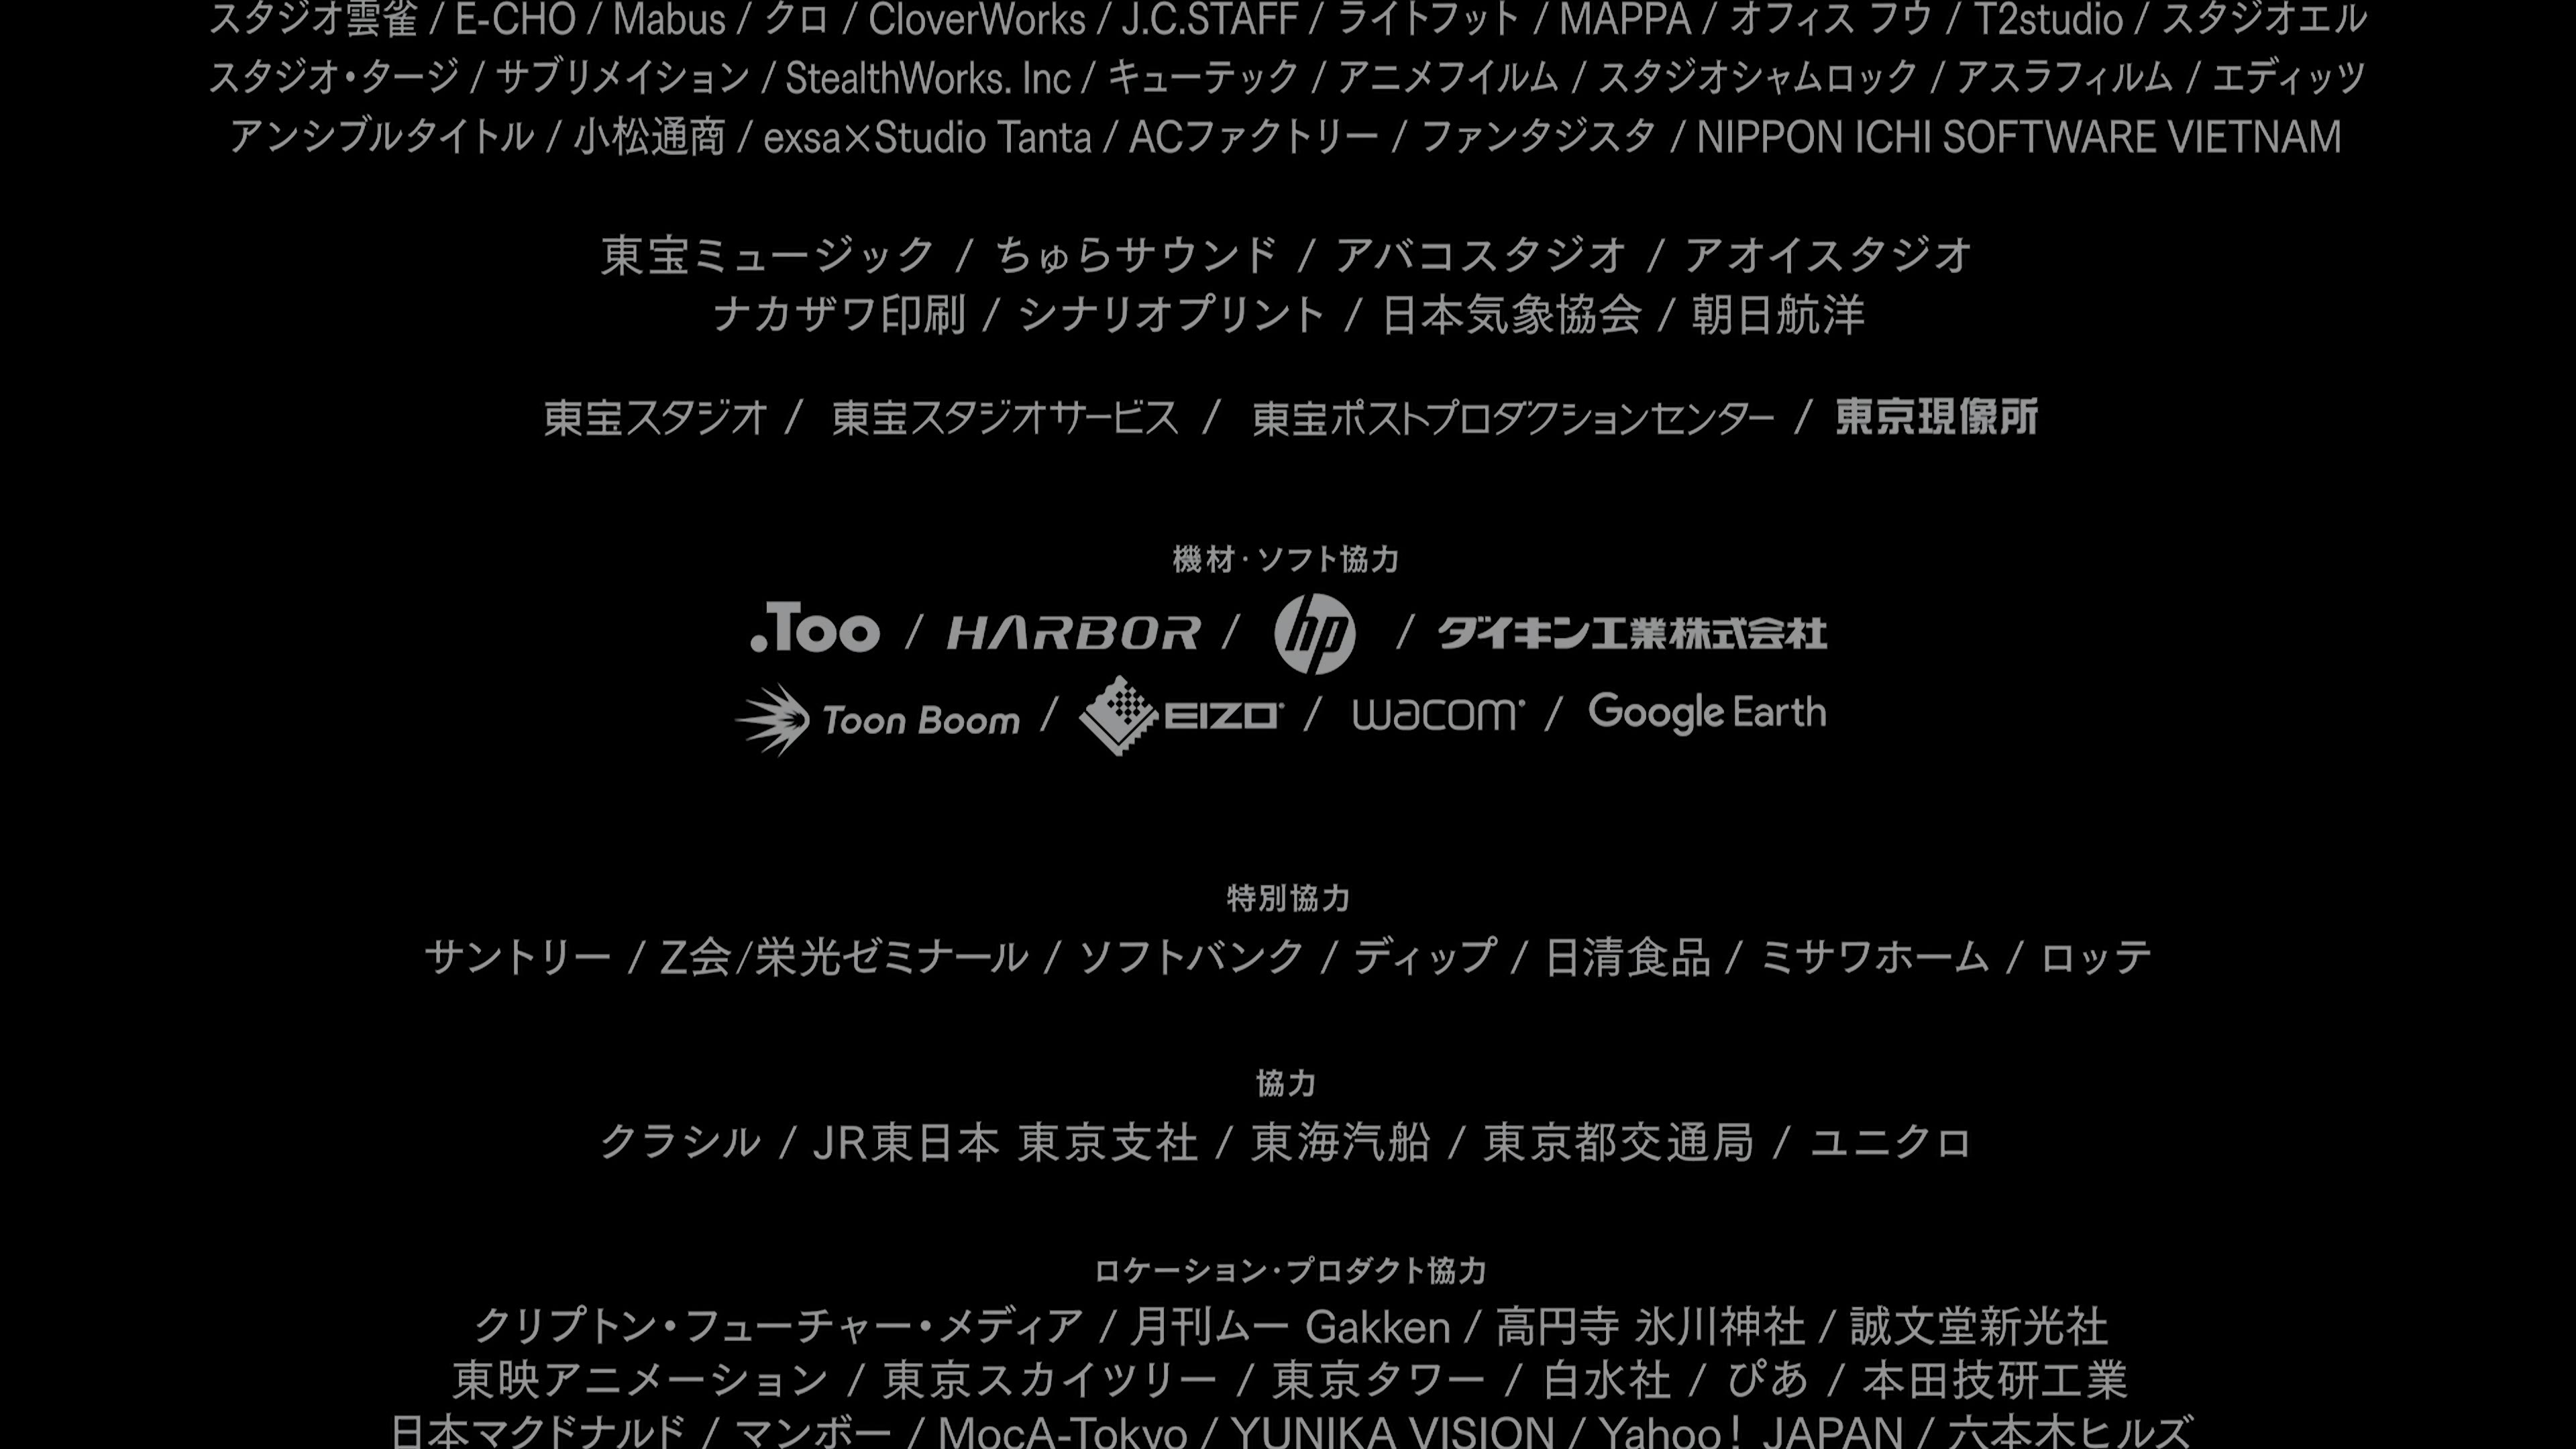 スタジオ雲雀 / E-CHO / Mabus / クロ / CloverWorks / J.C.STAFF / ライトフット / MAPPA / オフィス フウ / T2studio / スタジオエル
スタジオ・タージ / サブリメイション / StealthWorks. Inc / キューテック / アニメフイルム / スタジオシャムロック / アスラフィルム / エディッツ
アンシブルタイトル / 小松通商 / exsa×Studio Tanta / ACファクトリー / ファンタジスタ / NIPPON ICHI SOFTWARE VIETNAM
東宝ミュージック / ちゅらサウンド / アバコスタジオ / アオイスタジオ
ナカザワ印刷 / シナリオプリント / 日本気象協会 / 朝日航洋
東宝スタジオ / 東宝スタジオサービス / 東宝ポストプロダクションセンター / 東京現像所
機材・ソフト協力
.Too / HARBOR / hp / ダイキン工業株式会社
Toon Boom / EIZO / wacom / Google Earth
特別協力
サントリー / Z会/栄光ゼミナール / ソフトバンク / ディップ / 日清食品 / ミサワホーム / ロッテ
協力
クラシル / JR東日本 東京支社 / 東海汽船 / 東京都交通局 / ユニクロ
ロケーション・プロダクト協力
クリプトン・フューチャー・メディア / 月刊ムー Gakken / 高円寺 氷川神社 / 誠文堂新光社
東映アニメーション / 東京スカイツリー / 東京タワー / 白水社 / ぴあ / 本田技研工業
日本マクドナルド / マンボー / MocA-Tokyo / YUNIKA VISION / Yahoo! JAPAN / 六本木ヒルズ